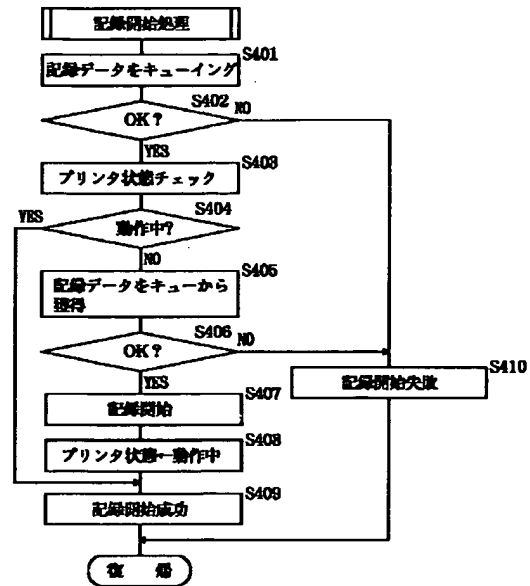 記録開始処理
S401
記録データをキューイング
S402
OK?
NO
YES
S403
プリンタ状態チェック
S404
YES
動作中?
NO
S405
記録データをキューから
獲得
S406
OK?
NO
YES
S410
記録開始失敗
S407
記録開始
S408
プリンタ状態←動作中
S409
記録開始成功
復 帰